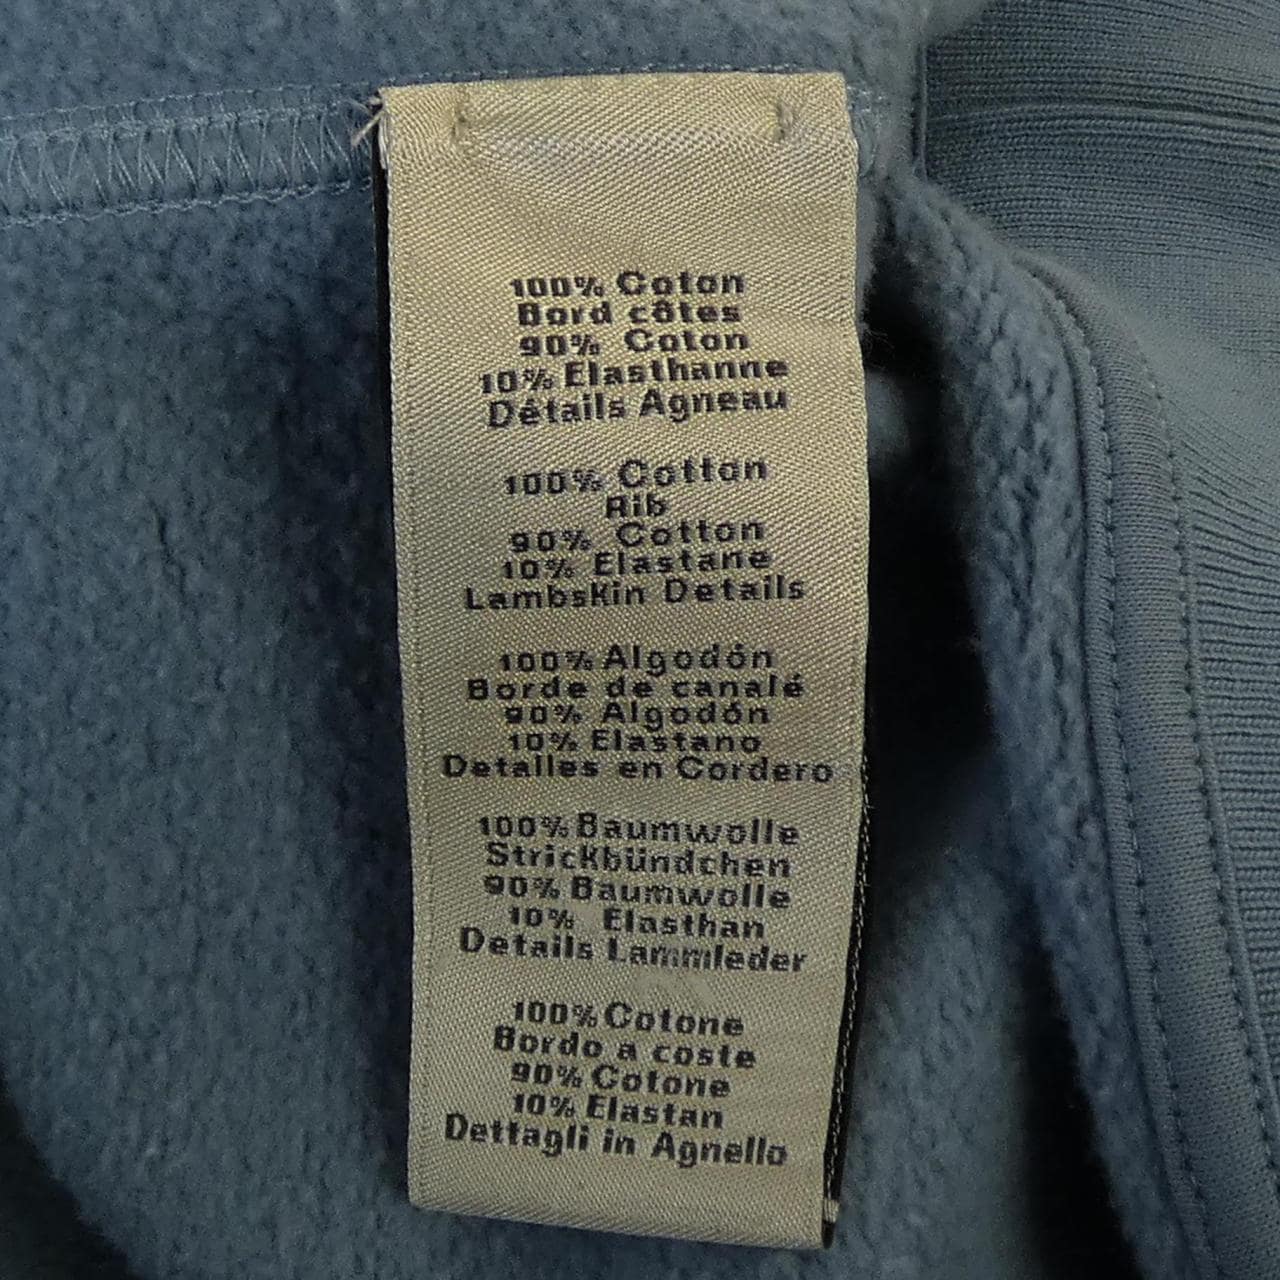 100% Coton
Bord côtes
90% Coton
10% Elasthanne
Détails Agneau
100% Cotton
Rib
90% Cotton
10% Elastane
Lambskin Details
100% Algodón
Borde de canalé
90% Algodón
10% Elastano
Detalles en Cordero
100% Baumwolle
Strickbündchen
90% Baumwolle
10% Elasthan
Details Lammleder
100% Cotone
Bordo a coste
90% Cotone
10% Elastan
Dettagli in Agnello